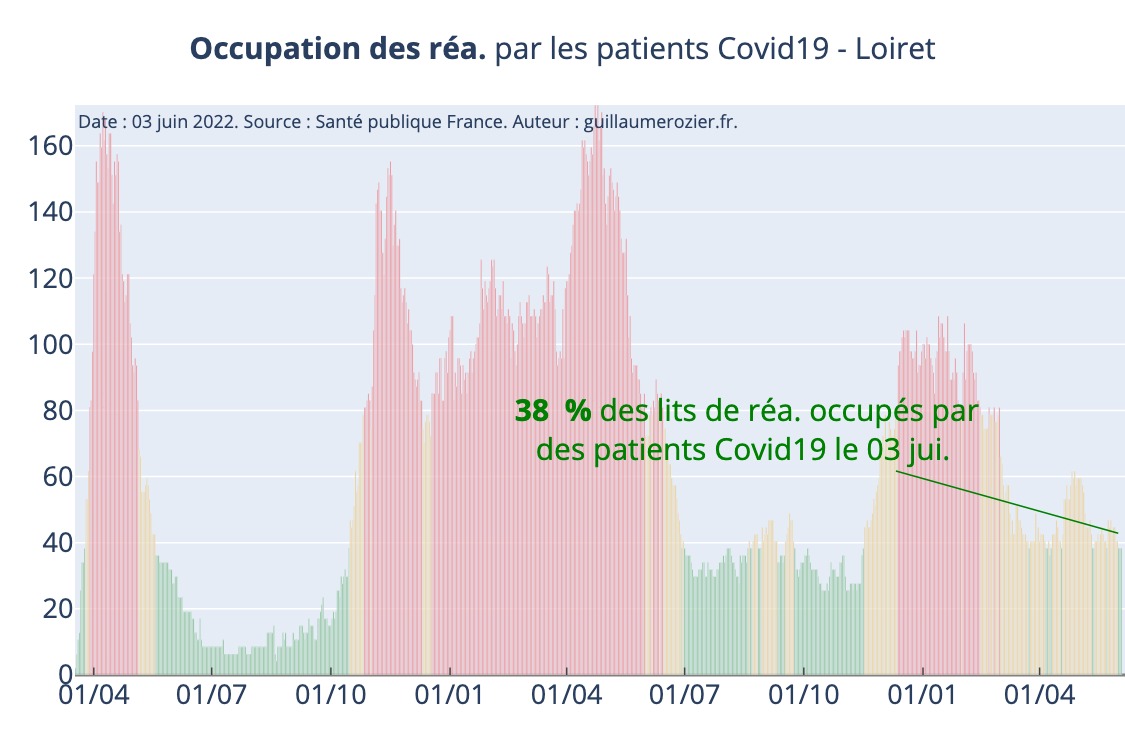 Occupation des réa. par les patients Covid19 - Loiret
Date : 03 juin 2022. Source : Santé publique France. Auteur : guillaumerozier.fr.
160
140
120
100
80
60
40
20
0
38 % des lits de réa. occupés par
des patients Covid19 le 03 jui.
01/04 01/07 01/10 01/01 01/04 01/07 01/10 01/01 01/04